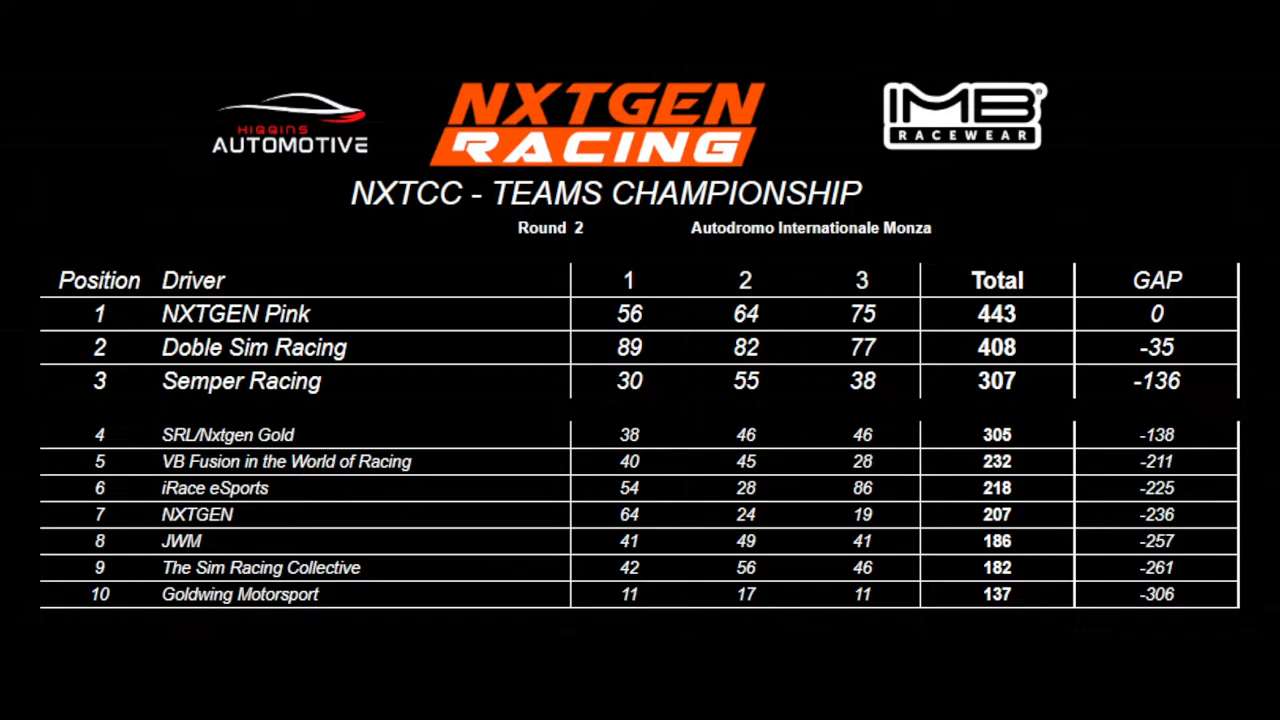 HIGGINS
AUTOMOTIVE
NXTGEN
RACING
IMB®
RACEWEAR
NXTCC - TEAMS CHAMPIONSHIP
Round 2 Autodromo Internationale Monza
Position Driver 1 2 3 Total GAP
1 NXTGEN Pink 56 64 75 443 0
2 Doble Sim Racing 89 82 77 408 -35
3 Semper Racing 30 55 38 307 -136
4 SRL/Nxtgen Gold 38 46 46 305 -138
5 VB Fusion in the World of Racing 40 45 28 232 -211
6 iRace eSports 54 28 86 218 -225
7 NXTGEN 64 24 19 207 -236
8 JWM 41 49 41 186 -257
9 The Sim Racing Collective 42 56 46 182 -261
10 Goldwing Motorsport 11 17 11 137 -306